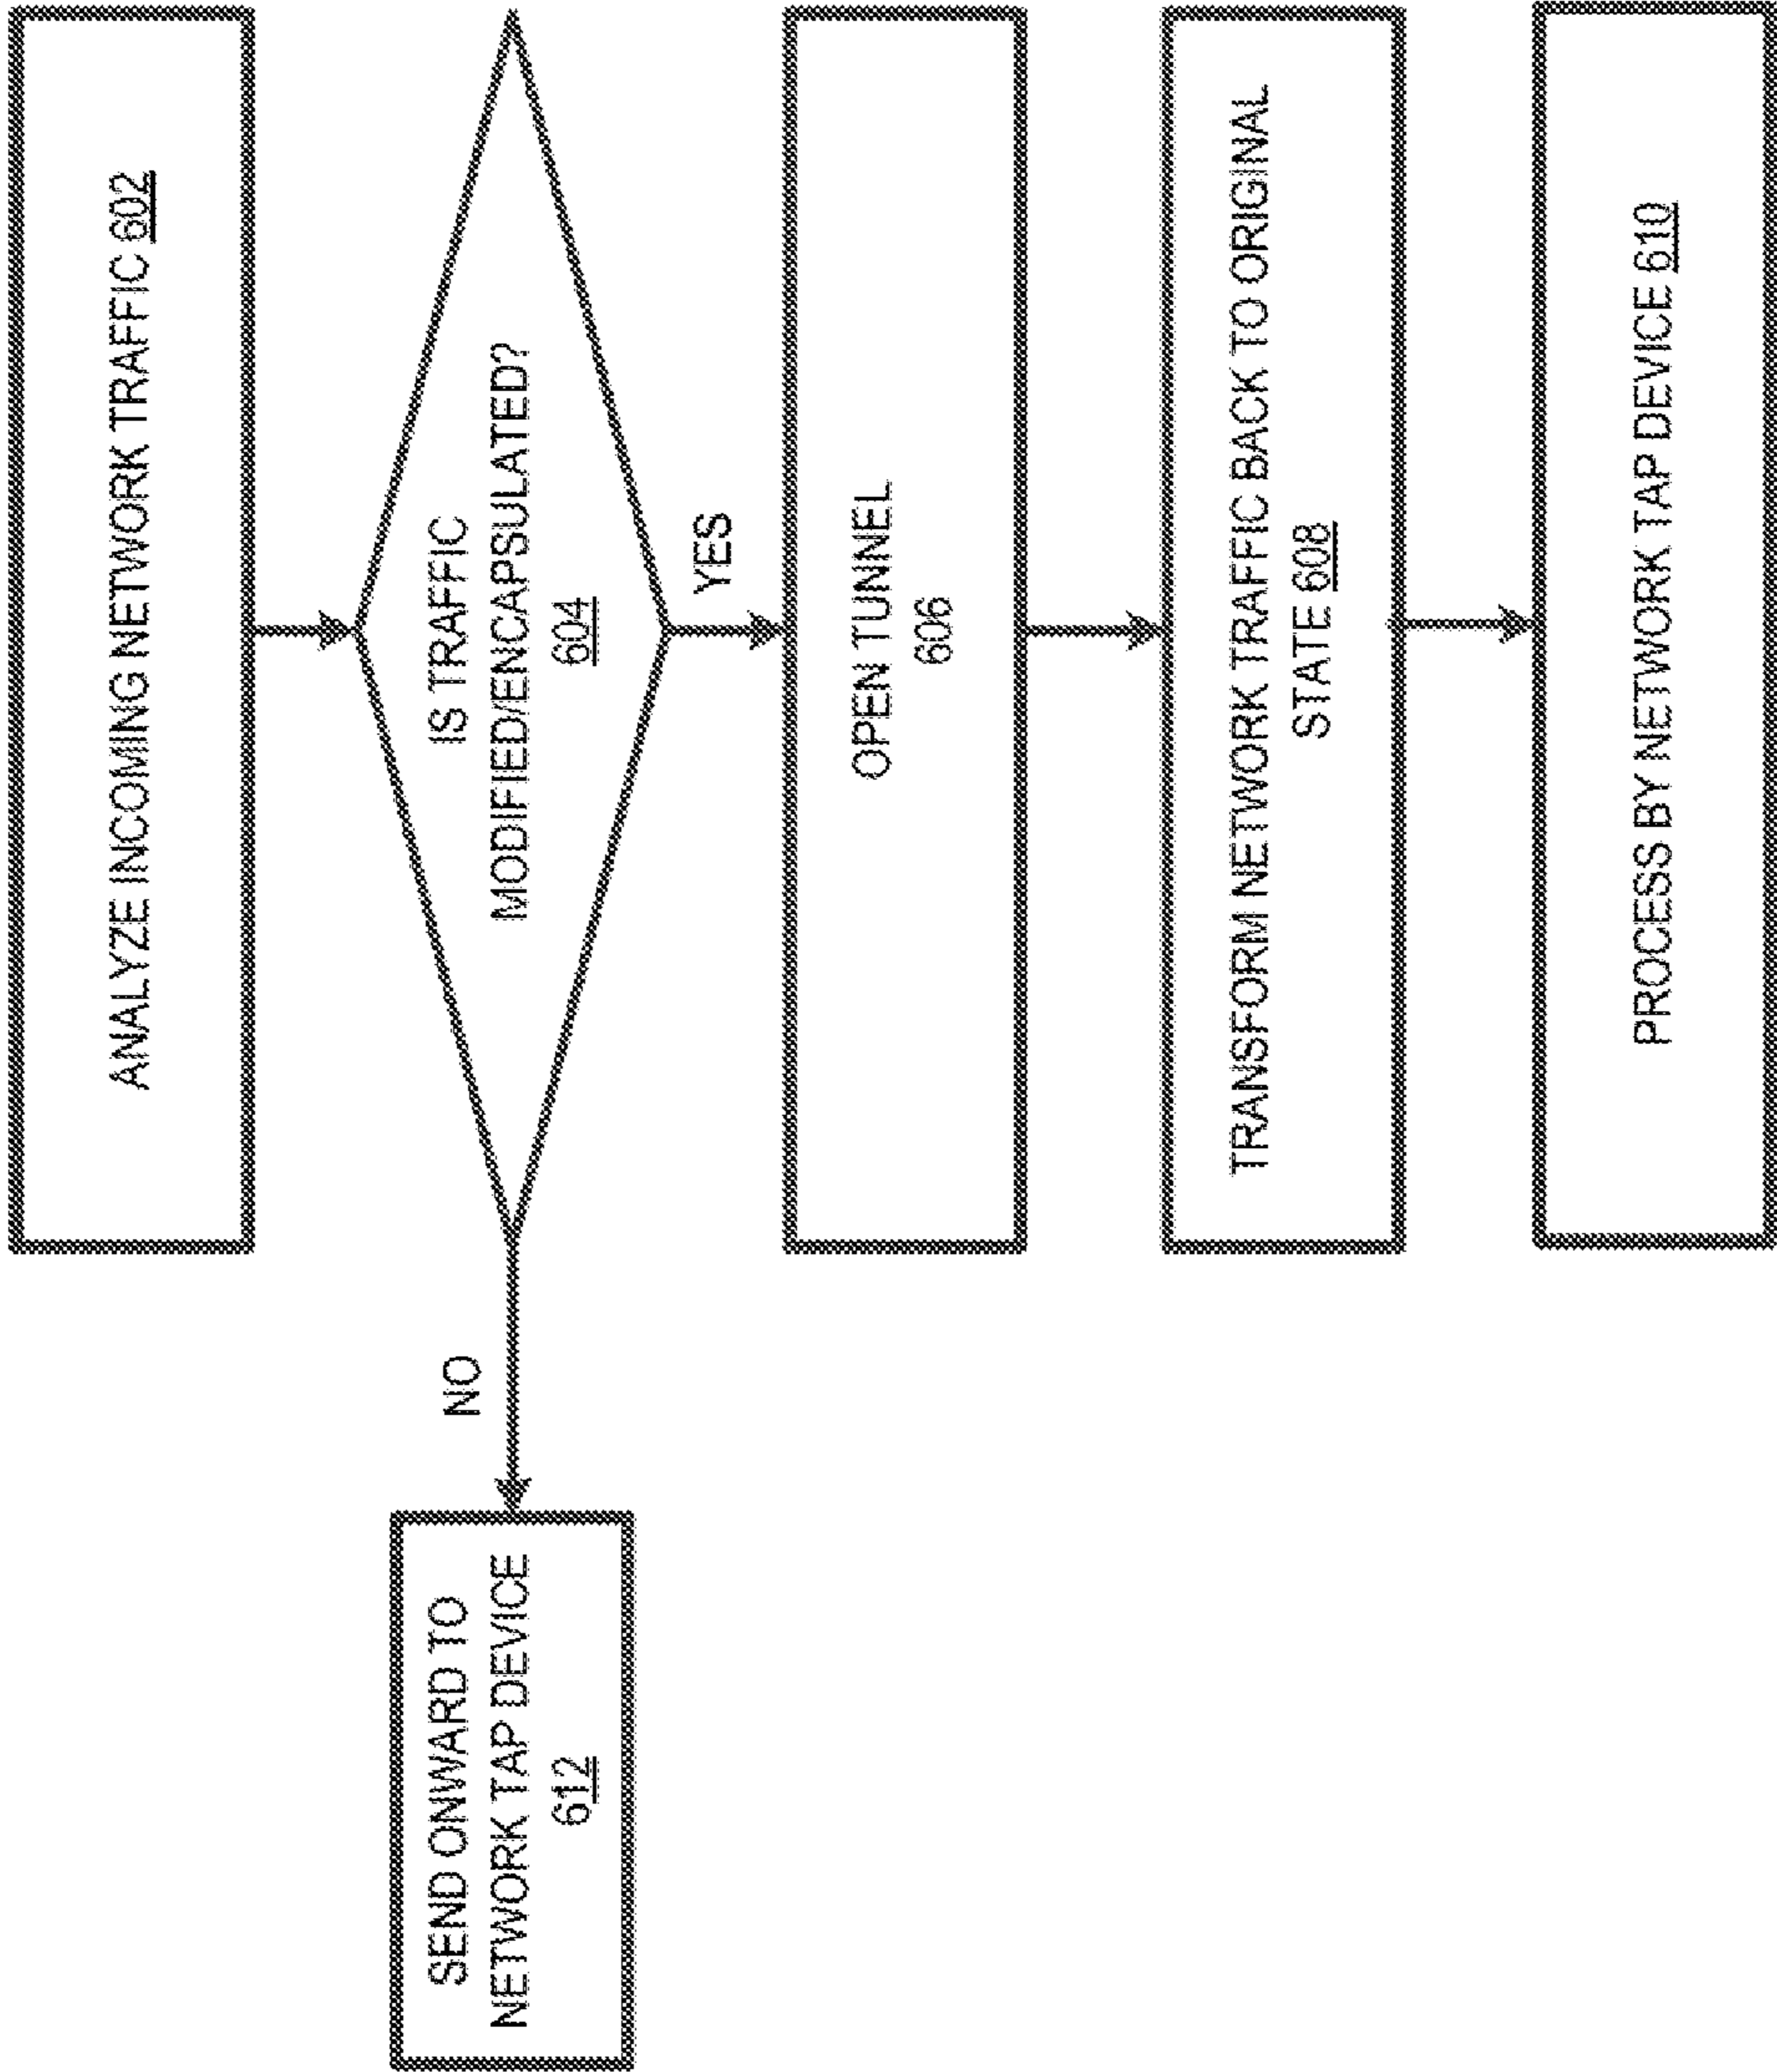 ANALYZE INCOMING NETWORK TRAFFIC 602
IS TRAFFIC
MODIFIED/ENCAPSULATED?
604
NO
YES
SEND ONWARD TO
NETWORK TAP DEVICE
612
OPEN TUNNEL
606
TRANSFORM NETWORK TRAFFIC BACK TO ORIGINAL
STATE 608
PROCESS BY NETWORK TAP DEVICE 610